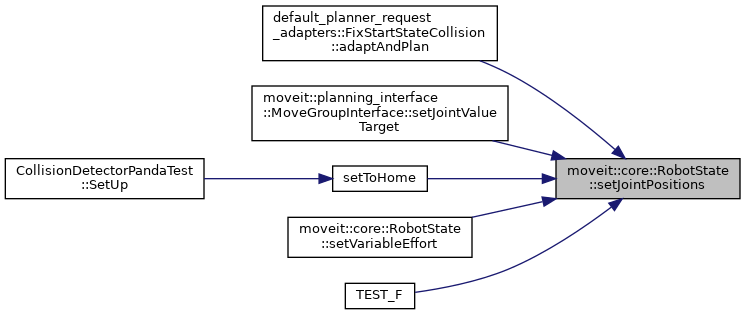 default_planner_request
_adapters::FixStartStateCollision
::adaptAndPlan
moveit::planning_interface
::MoveGroupInterface::setJointValue
Target
CollisionDetectorPandaTest
::SetUp
setToHome
moveit::core::RobotState
::setJointPositions
moveit::core::RobotState
::setVariableEffort
TEST_F